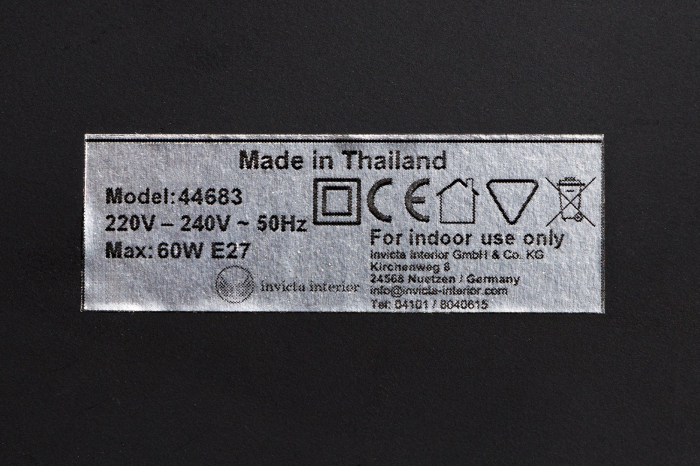 Made in Thailand
Model: 44683
220V – 240V ~ 50Hz
Max: 60W E27
CE
For indoor use only
Invicta Interior GmbH & Co. KG
Kirchenweg 8
24568 Nuetzen / Germany
info@invicta-interior.com
Tel: 04101 / 8040615
invicta interior